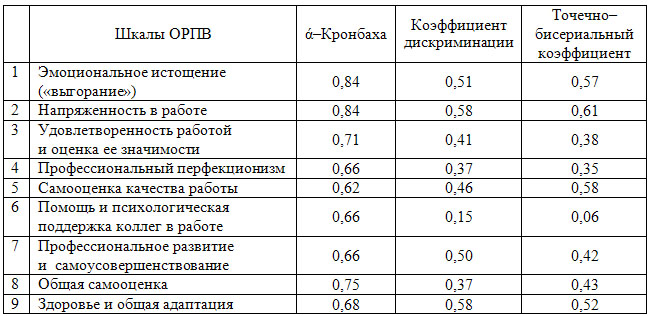 Шкалы ОРПВ ά–Кронбаха Коэффициент дискриминации Точечно–бисериальный коэффициент
1 Эмоциональное истощение
(«выгорание») 0,84 0,51 0,57
2 Напряженность в работе 0,84 0,58 0,61
3 Удовлетворенность работой
и оценка ее значимости 0,71 0,41 0,38
4 Профессиональный перфекционизм 0,66 0,37 0,35
5 Самооценка качества работы 0,62 0,46 0,58
6 Помощь и психологическая
поддержка коллег в работе 0,66 0,15 0,06
7 Профессиональное развитие
и самоусовершенствование 0,66 0,50 0,42
8 Общая самооценка 0,75 0,37 0,43
9 Здоровье и общая адаптация 0,68 0,58 0,52